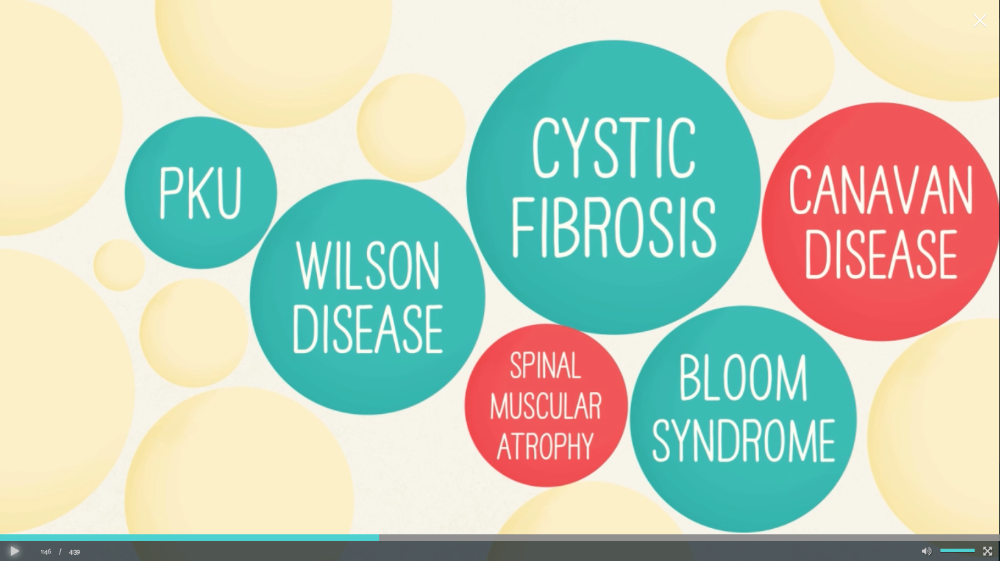 PKU
WILSON
DISEASE
CYSTIC
FIBROSIS
CANAVAN
DISEASE
SPINAL
MUSCULAR
ATROPHY
BLOOM
SYNDROME
1:46 / 4:39